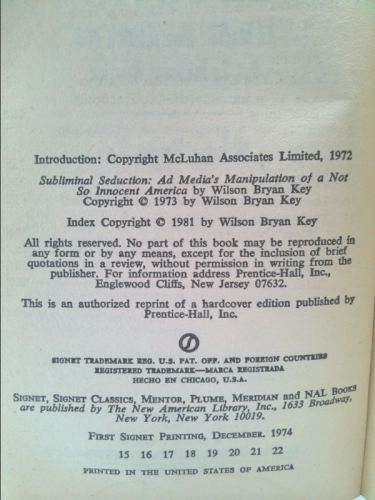 Introduction: Copyright McLuhan Associates Limited, 1972
Subliminal Seduction: Ad Media's Manipulation of a Not
So Innocent America by Wilson Bryan Key
Copyright © 1973 by Wilson Bryan Key
Index Copyright © 1981 by Wilson Bryan Key
All rights reserved. No part of this book may be reproduced in
any form or by any means, except for the inclusion of brief
quotations in a review, without permission in writing from the
publisher. For information address Prentice-Hall, Inc.,
Englewood Cliffs, New Jersey 07632.
This is an authorized reprint of a hardcover edition published by
Prentice-Hall, Inc.
SIGNET TRADEMARK REG. U.S. PAT. OFF. AND FOREIGN COUNTRIES
REGISTERED TRADEMARK—MARCA REGISTRADA
HECHO EN CHICAGO, U.S.A.
SIGNET, SIGNET CLASSICS, MENTOR, PLUME, MERIDIAN and NAL BOOKS
are published by The New American Library, Inc., 1633 Broadway,
New York, New York 10019.
FIRST SIGNET PRINTING, DECEMBER, 1974
15 16 17 18 19 20 21 22
PRINTED IN THE UNITED STATES OF AMERICA